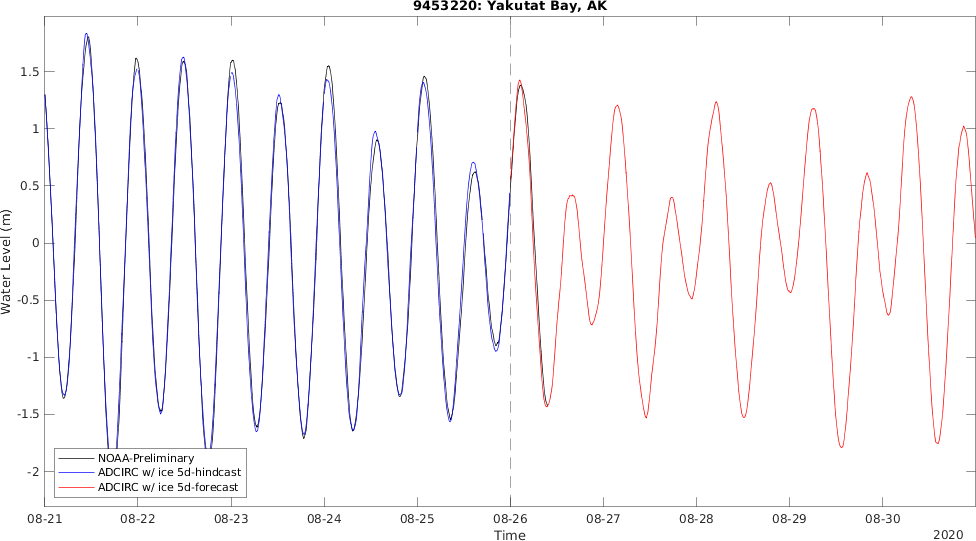 9453220: Yakutat Bay, AK
Water Level (m)
1.5
1
0.5
0
-0.5
-1
-1.5
-2
NOAA-Preliminary
ADCIRC w/ ice 5d-hindcast
ADCIRC w/ ice 5d-forecast
08-21 08-22 08-23 08-24 08-25 08-26 08-27 08-28 08-29 08-30
Time
2020